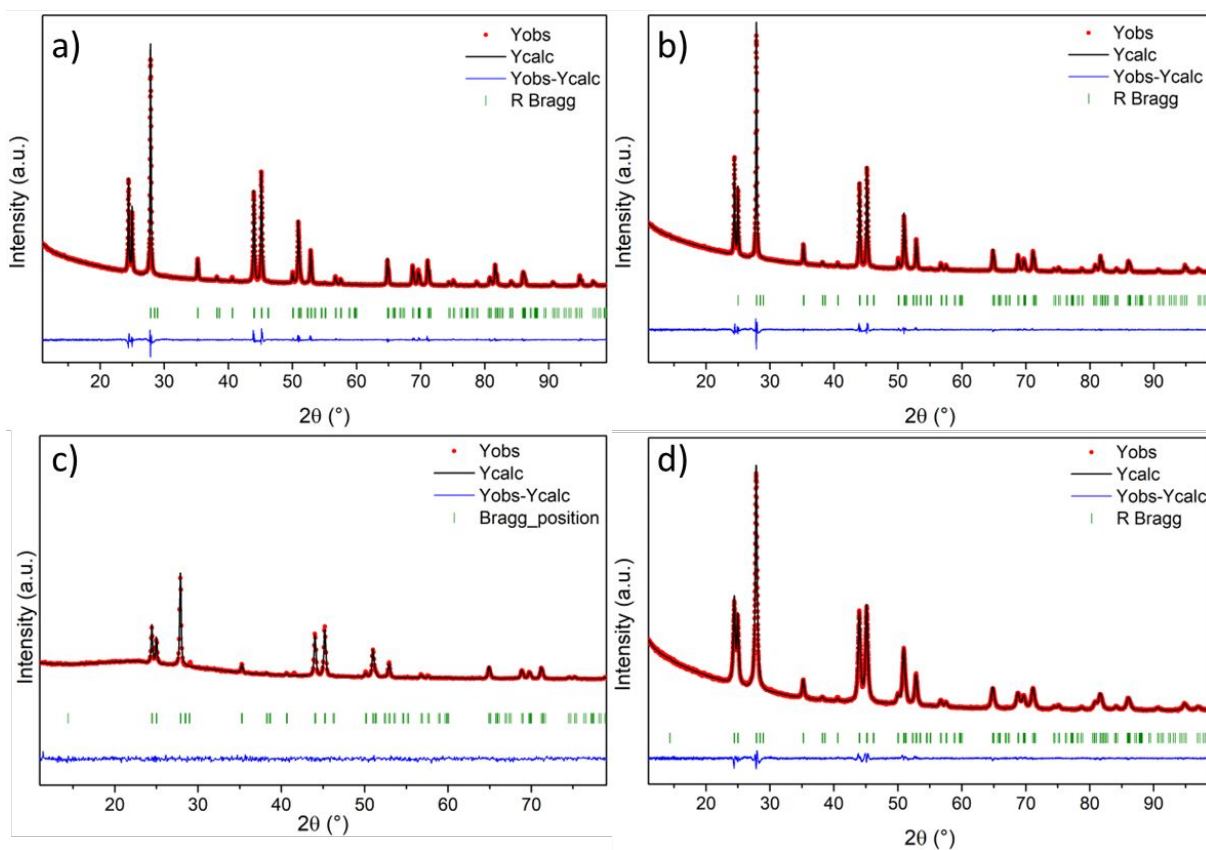 a)
Yobs
Ycalc
Yobs-Ycalc
R Bragg
Intensity (a.u.)
20 30 40 50 60 70 80 90
2θ (°)
b)
Yobs
Ycalc
Yobs-Ycalc
R Bragg
Intensity (a.u.)
20 30 40 50 60 70 80 90
2θ (°)
c)
Yobs
Ycalc
Yobs-Ycalc
Bragg_position
Intensity (a.u.)
20 30 40 50 60 70
2θ (°)
d)
Yobs
Ycalc
Yobs-Ycalc
R Bragg
Intensity (a.u.)
20 30 40 50 60 70 80 90
2θ (°)